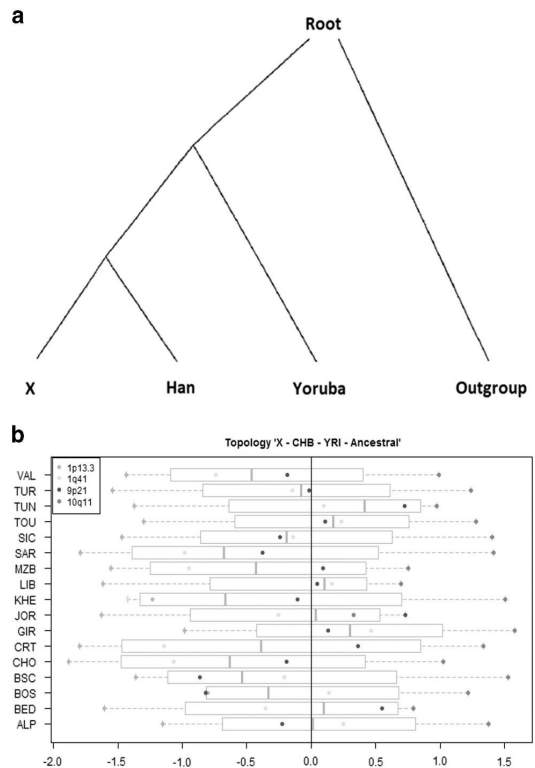 a
Root
X Han Yoruba Outgroup
b
Topology 'X - CHB - YRI - Ancestral'
1p13.3
1q41
9p21
10q11
VAL
TUR
TUN
TOU
SIC
SAR
MZB
LIB
KHE
JOR
GIR
CRT
CHO
BSC
BOS
BED
ALP
-2.0 -1.5 -1.0 -0.5 0.0 0.5 1.0 1.5